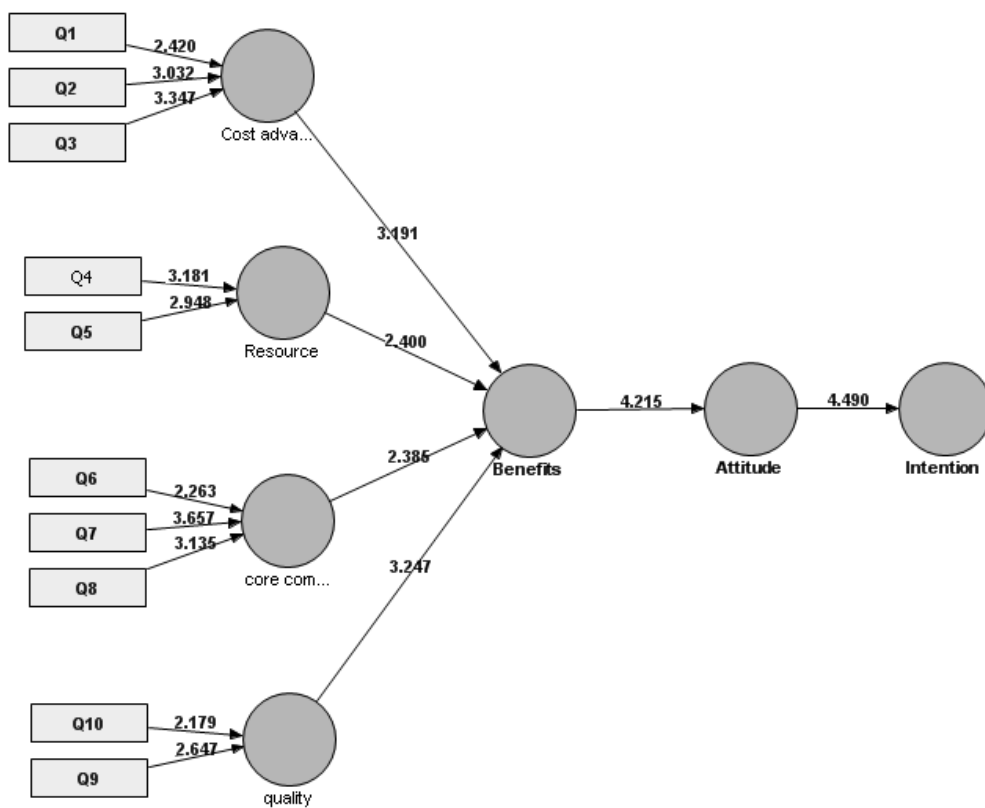 Q1
2.420
Q2
3.032
3.347
Q3
Cost adva...
3.191
Q4
3.181
2.948
Q5
Resource
2.400
4.215
4.490
Benefits
Attitude
Intention
2.385
Q6
2.263
Q7
3.657
3.135
Q8
core com...
3.247
Q10
2.179
2.647
Q9
quality